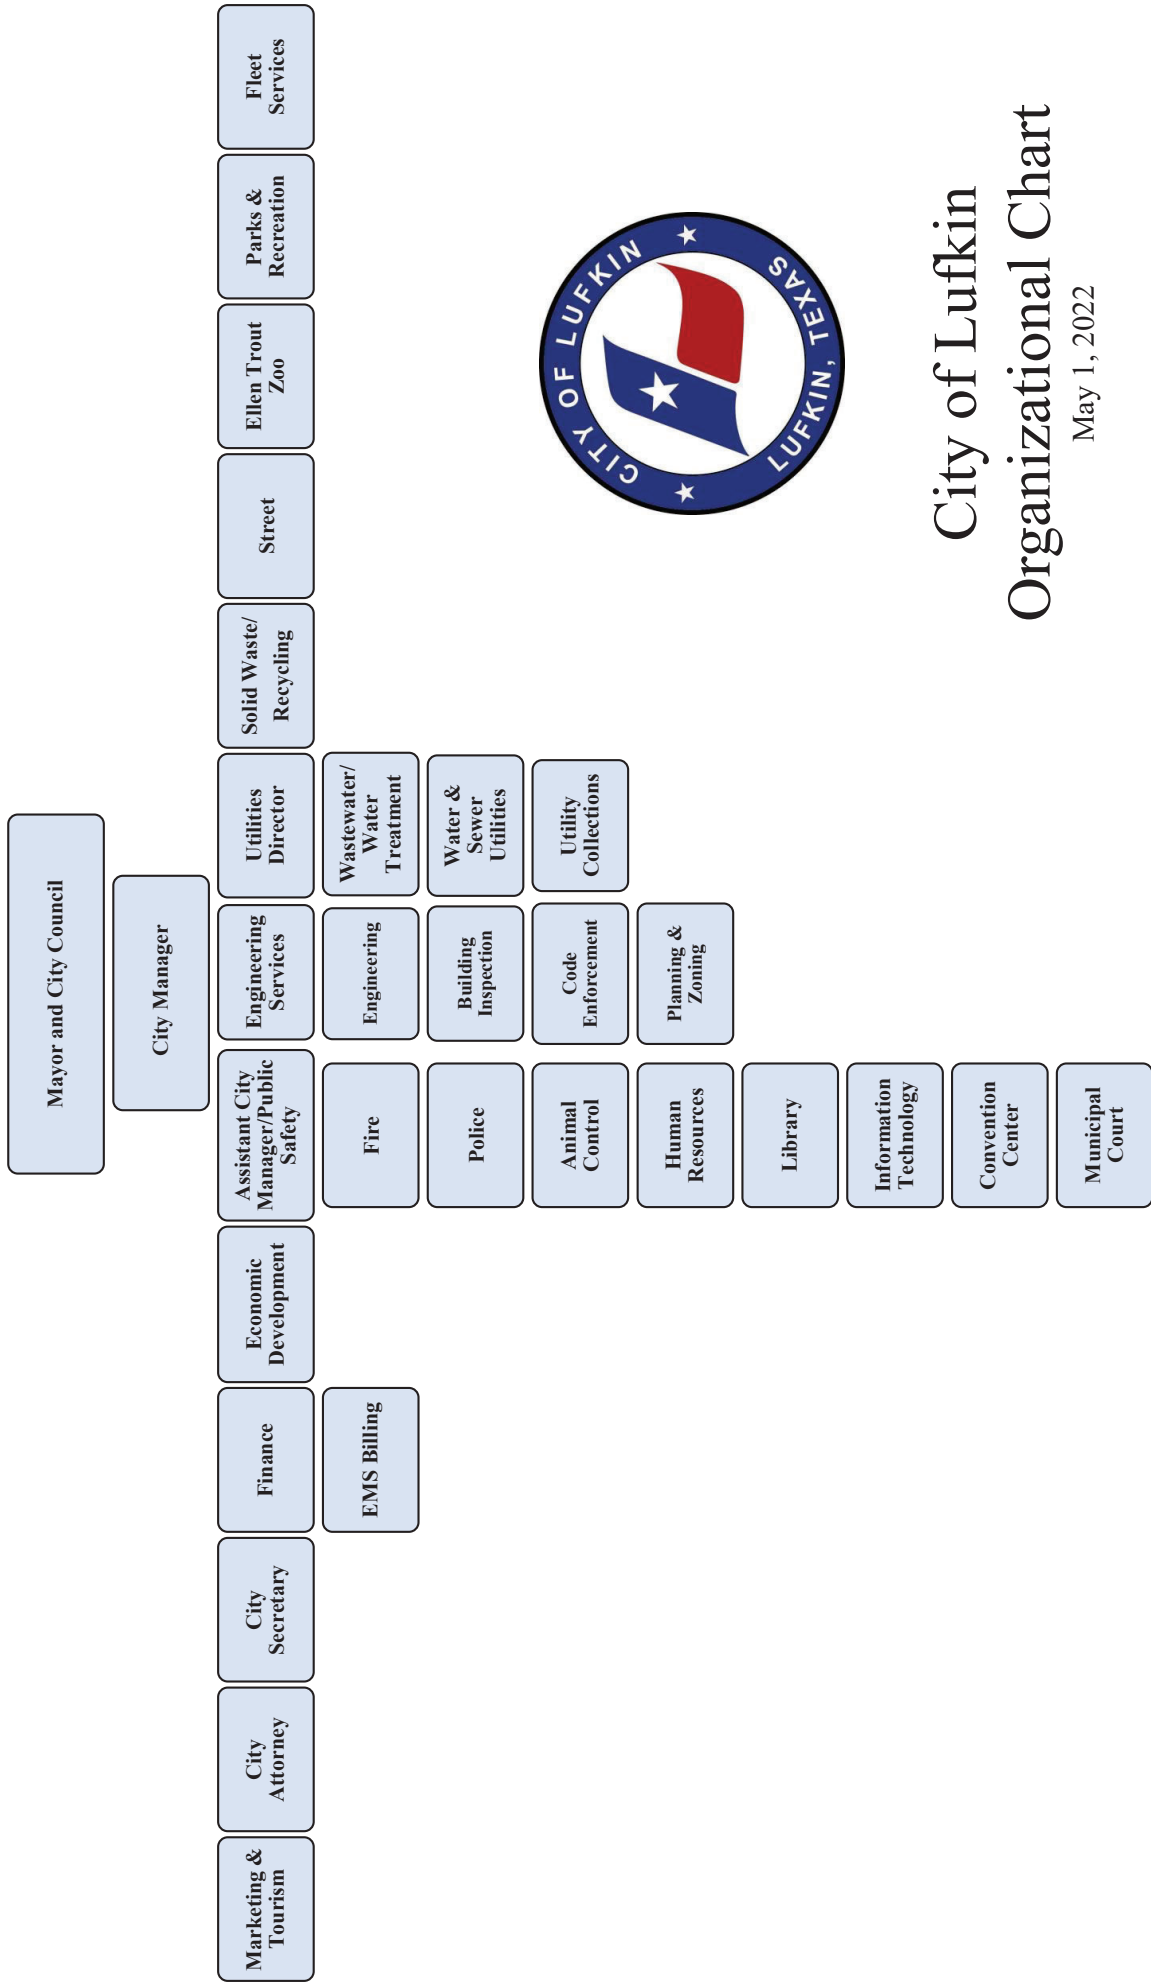 Mayor and City Council
City Manager
Marketing &
Tourism
City
Attorney
City
Secretary
Finance
Economic
Development
Assistant City
Manager/Public
Safety
Engineering
Services
Utilities
Director
Solid Waste/
Recycling
Street
Ellen Trout
Zoo
Parks &
Recreation
Fleet
Services
EMS Billing
Fire
Police
Animal
Control
Human
Resources
Library
Information
Technology
Convention
Center
Municipal
Court
Engineering
Building
Inspection
Code
Enforcement
Planning &
Zoning
Wastewater/
Water
Treatment
Water &
Sewer
Utilities
Utility
Collections
CITY OF LUFKIN
LUFKIN, TEXAS
City of Lufkin
Organizational Chart
May 1, 2022